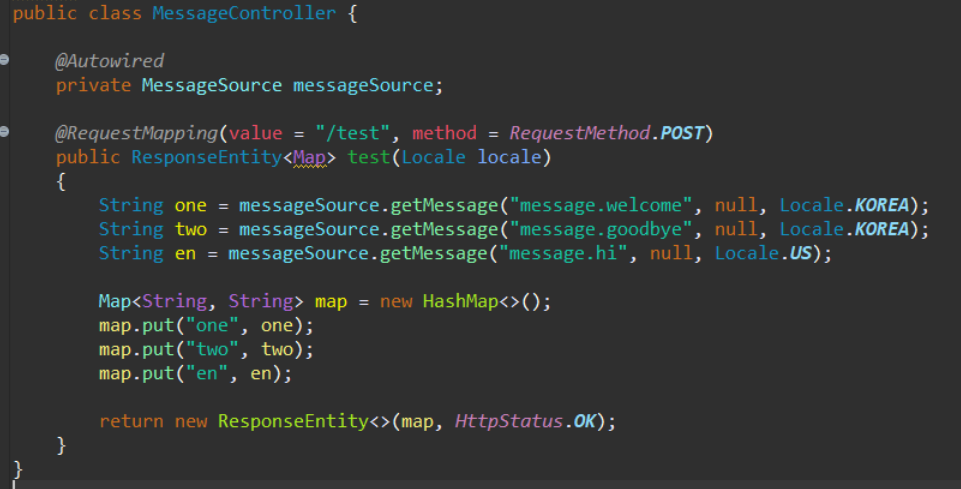 public class MessageController {
@Autowired
private MessageSource messageSource;
@RequestMapping(value = "/test", method = RequestMethod.POST)
public ResponseEntity<Map> test(Locale locale)
{
String one = messageSource.getMessage("message.welcome", null, Locale.KOREA);
String two = messageSource.getMessage("message.goodbye", null, Locale.KOREA);
String en = messageSource.getMessage("message.hi", null, Locale.US);
Map<String, String> map = new HashMap<>();
map.put("one", one);
map.put("two", two);
map.put("en", en);
return new ResponseEntity<>(map, HttpStatus.OK);
}
}